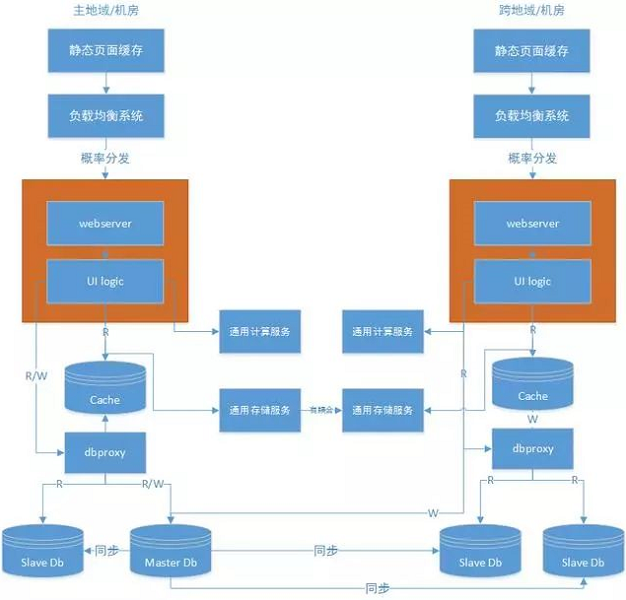 主地域/机房
跨地域/机房
静态页面缓存
静态页面缓存
负载均衡系统
负载均衡系统
概率分发
概率分发
webserver
webserver
UI logic
UI logic
通用计算服务
通用计算服务
R
R
R/W
R
Cache
Cache
通用存储服务
有耦合
通用存储服务
W
dbproxy
dbproxy
R
R/W
R
R
W
Slave Db
同步
Master Db
同步
Slave Db
Slave Db
同步